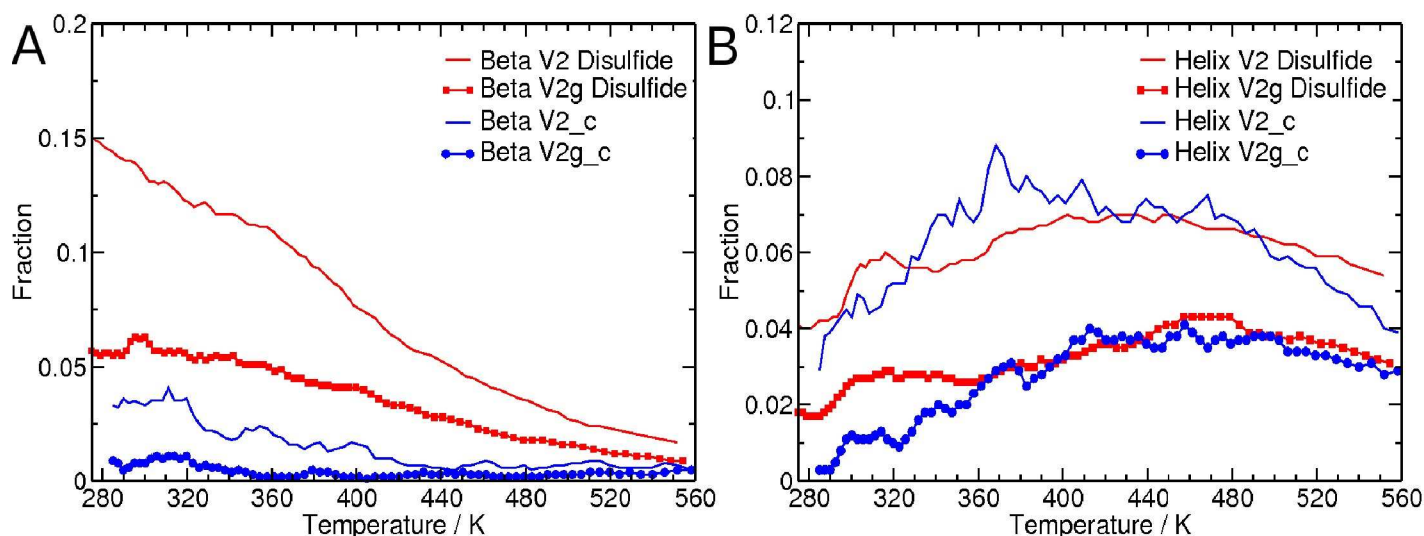 A
0.2
0.15
0.1
0.05
0
Fraction
Beta V2 Disulfide
Beta V2g Disulfide
Beta V2_c
Beta V2g_c
280 320 360 400 440 480 520 560
Temperature / K
B
0.12
0.1
0.08
0.06
0.04
0.02
0
Fraction
Helix V2 Disulfide
Helix V2g Disulfide
Helix V2_c
Helix V2g_c
280 320 360 400 440 480 520 560
Temperature / K